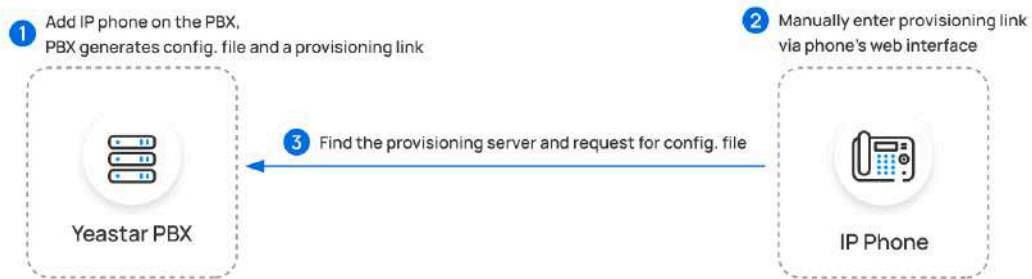 1 Add IP phone on the PBX,
PBX generates config. file and a provisioning link
2 Manually enter provisioning link
via phone's web interface
3 Find the provisioning server and request for config. file
Yeastar PBX
IP Phone